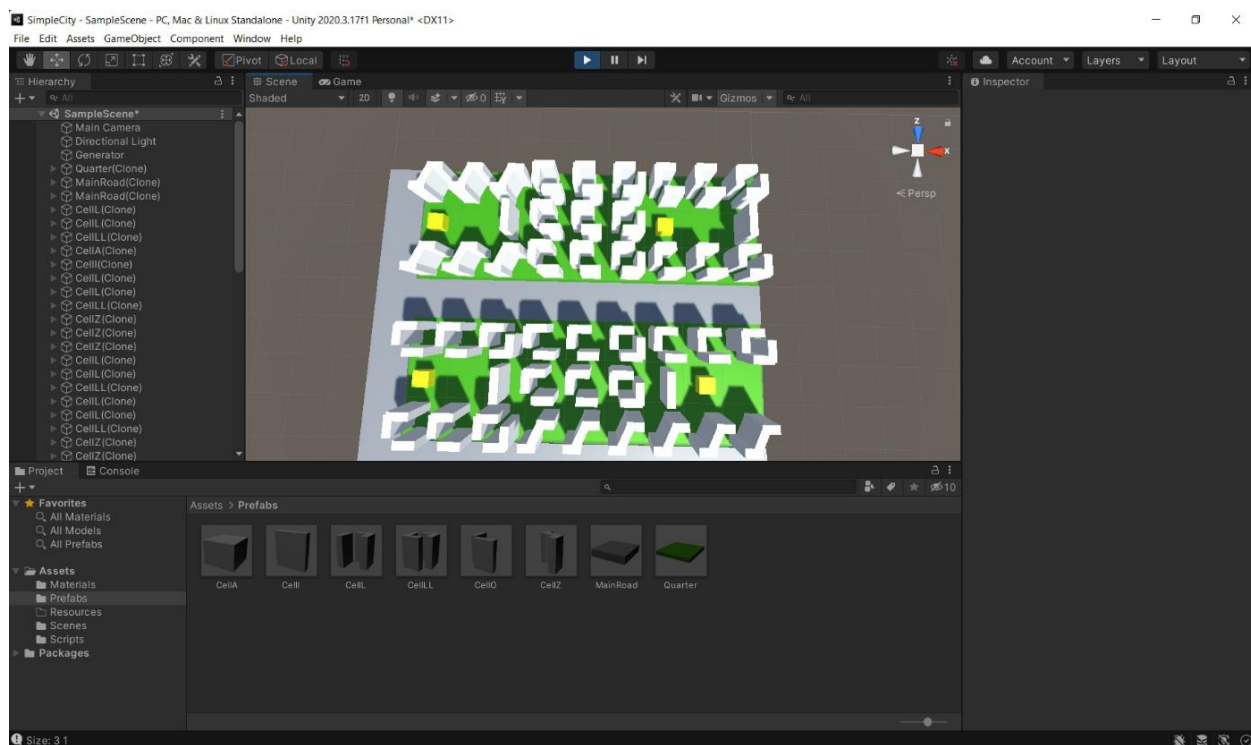 SimpleCity - SampleScene - PC, Mac & Linux Standalone - Unity 2020.3.17f1 Personal* <DX11>
File Edit Assets GameObject Component Window Help
Pivot Local
Account Layers Layout
Hierarchy
All
SampleScene*
Main Camera
Directional Light
Generator
Quarter(Clone)
MainRoad(Clone)
MainRoad(Clone)
CellL(Clone)
CellL(Clone)
CellLL(Clone)
CellA(Clone)
CellI(Clone)
CellL(Clone)
CellL(Clone)
CellLL(Clone)
CellZ(Clone)
CellZ(Clone)
CellZ(Clone)
CellL(Clone)
CellL(Clone)
CellLL(Clone)
CellL(Clone)
CellL(Clone)
CellLL(Clone)
CellZ(Clone)
CellZ(Clone)
Scene Game
Shaded 2D 0 Gizmos All
z
x
Persp
Inspector
Project Console
10
Favorites
All Materials
All Models
All Prefabs
Assets
Materials
Prefabs
Resources
Scenes
Scripts
Packages
Assets > Prefabs
CellA CellI CellL CellLL CellO CellZ MainRoad Quarter
Size: 3 1